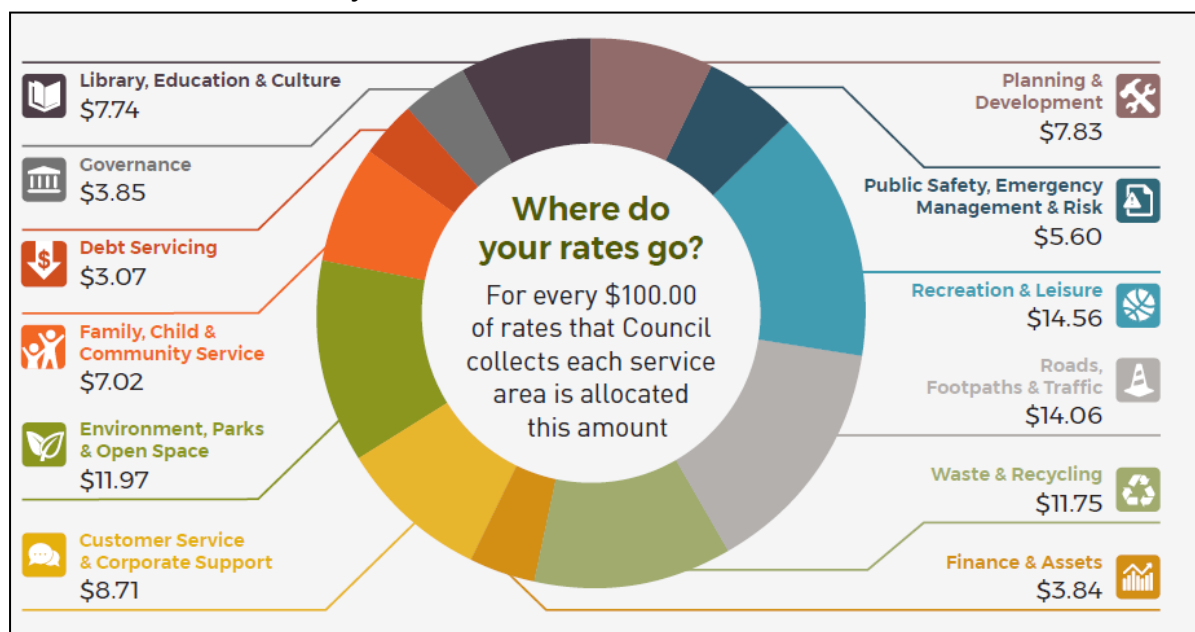 Library, Education & Culture
$7.74
Governance
$3.85
Debt Servicing
$3.07
Family, Child &
Community Service
$7.02
Environment, Parks
& Open Space
$11.97
Customer Service
& Corporate Support
$8.71
Where do
your rates go?
For every $100.00
of rates that Council
collects each service
area is allocated
this amount
Planning &
Development
$7.83
Public Safety, Emergency
Management & Risk
$5.60
Recreation & Leisure
$14.56
Roads,
Footpaths & Traffic
$14.06
Waste & Recycling
$11.75
Finance & Assets
$3.84